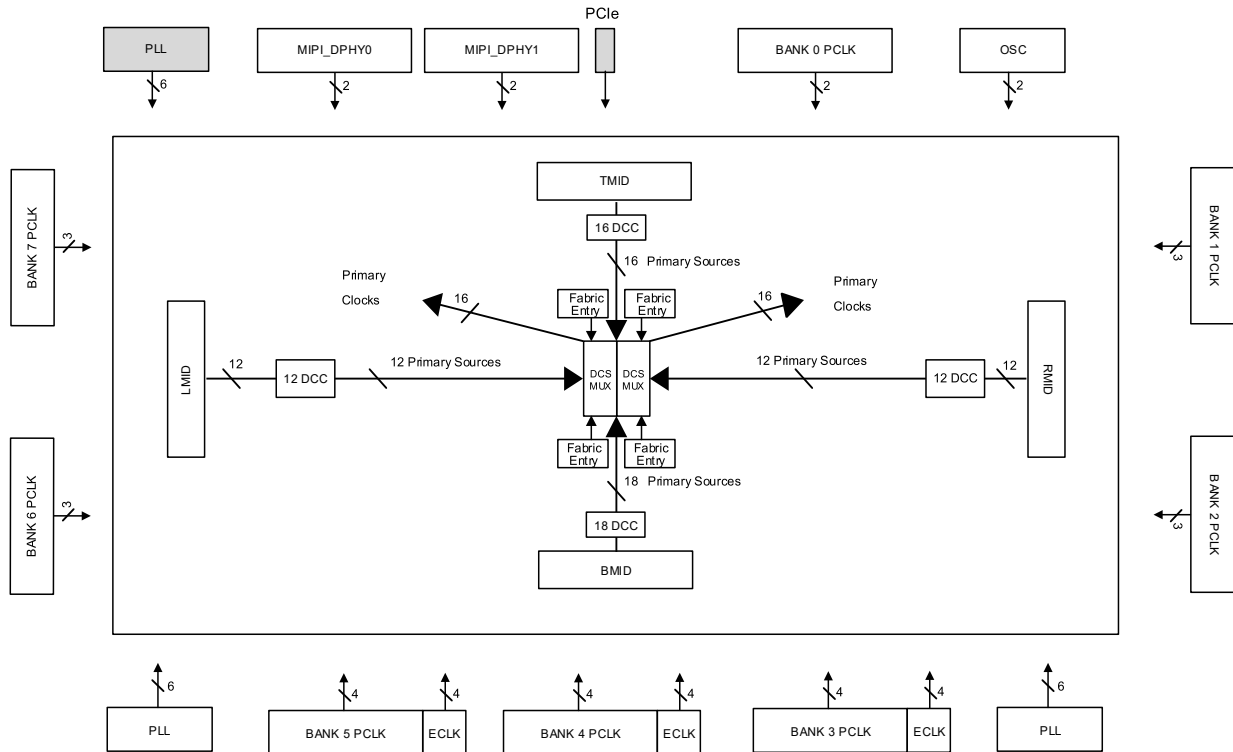 PCIe
PLL
MIPI_DPHY0
MIPI_DPHY1
BANK 0 PCLK
OSC
6
2
2
2
2
TMID
BANK 7 PCLK
3
BANK 1 PCLK
3
16 DCC
16 Primary Sources
Primary
Clocks
16
Fabric
Entry
Fabric
Entry
16
Primary
Clocks
LMID
12
12 DCC
12 Primary Sources
DCS
MUX
DCS
MUX
12 Primary Sources
12 DCC
12
RMID
Fabric
Entry
Fabric
Entry
18 Primary Sources
BANK 6 PCLK
3
BANK 2 PCLK
3
18 DCC
BMID
6
4
4
4
4
4
4
6
PLL
BANK 5 PCLK
ECLK
BANK 4 PCLK
ECLK
BANK 3 PCLK
ECLK
PLL